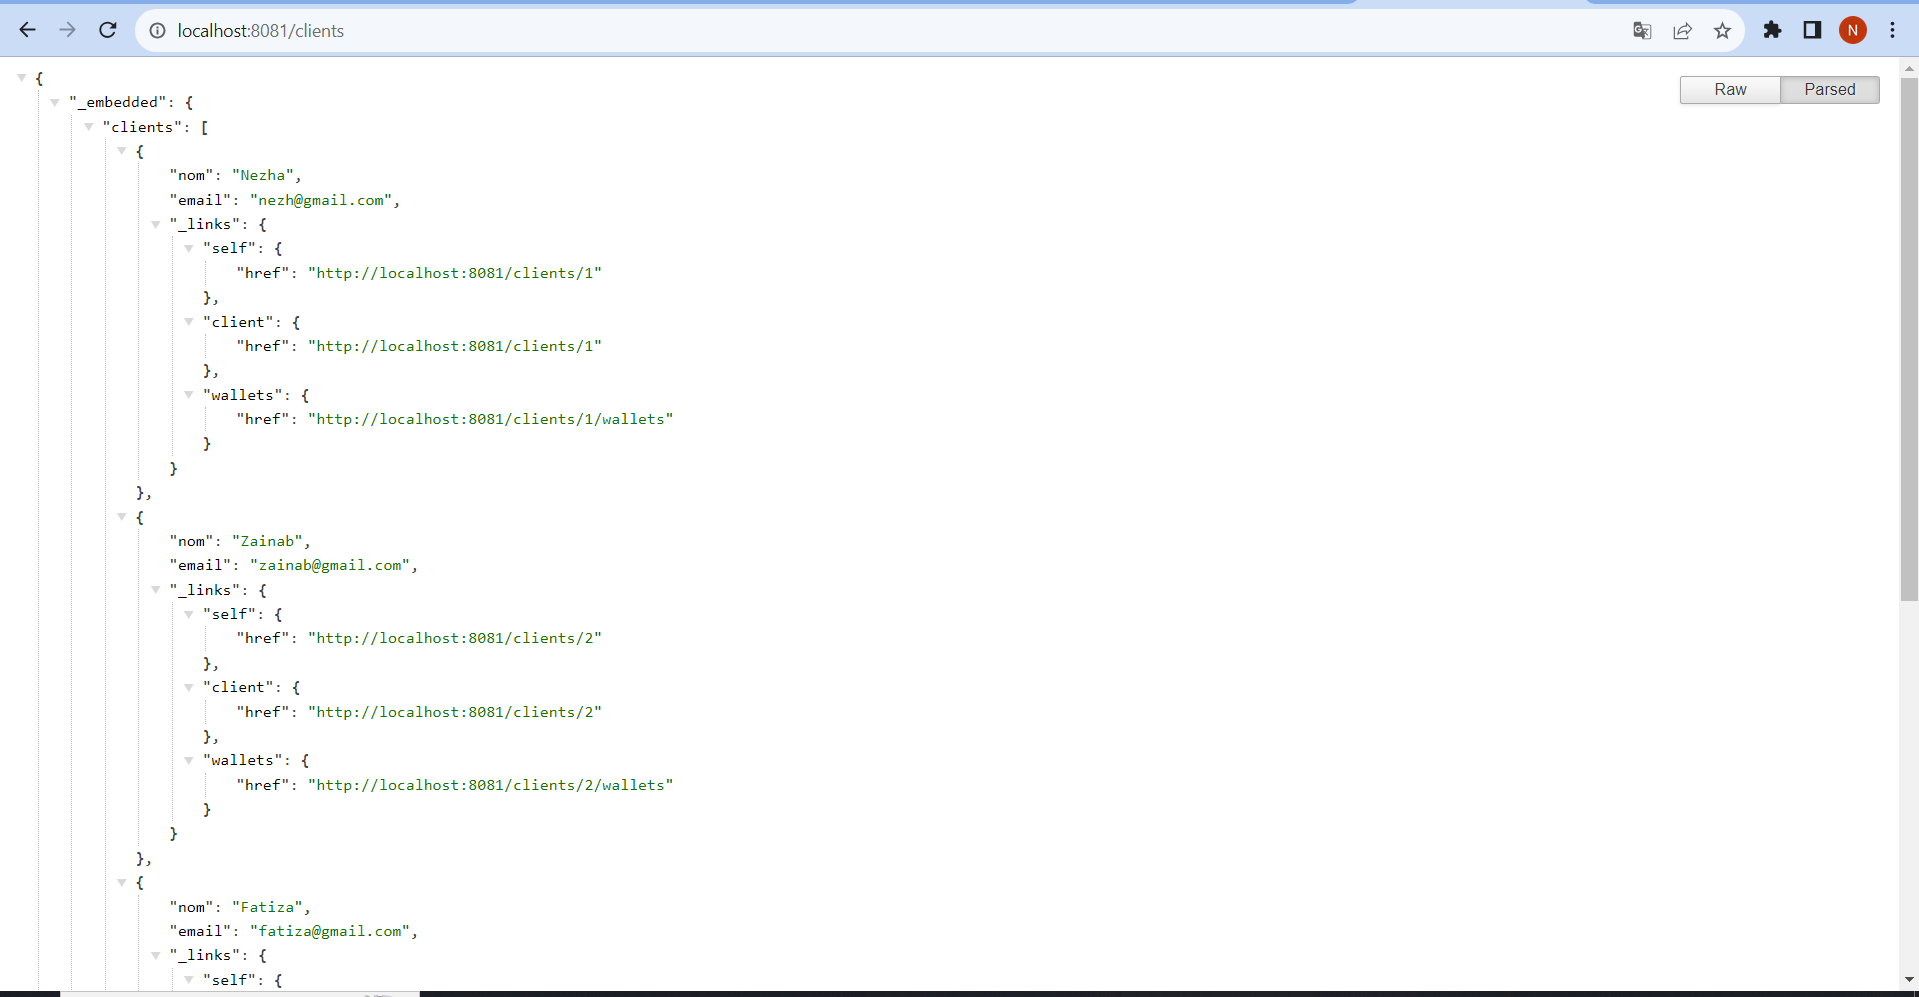 localhost:8081/clients
N
Raw Parsed
{
"_embedded": {
"clients": [
{
"nom": "Nezha",
"email": "nezh@gmail.com",
"_links": {
"self": {
"href": "http://localhost:8081/clients/1"
},
"client": {
"href": "http://localhost:8081/clients/1"
},
"wallets": {
"href": "http://localhost:8081/clients/1/wallets"
}
}
},
{
"nom": "Zainab",
"email": "zainab@gmail.com",
"_links": {
"self": {
"href": "http://localhost:8081/clients/2"
},
"client": {
"href": "http://localhost:8081/clients/2"
},
"wallets": {
"href": "http://localhost:8081/clients/2/wallets"
}
}
},
{
"nom": "Fatiza",
"email": "fatiza@gmail.com",
"_links": {
"self": {